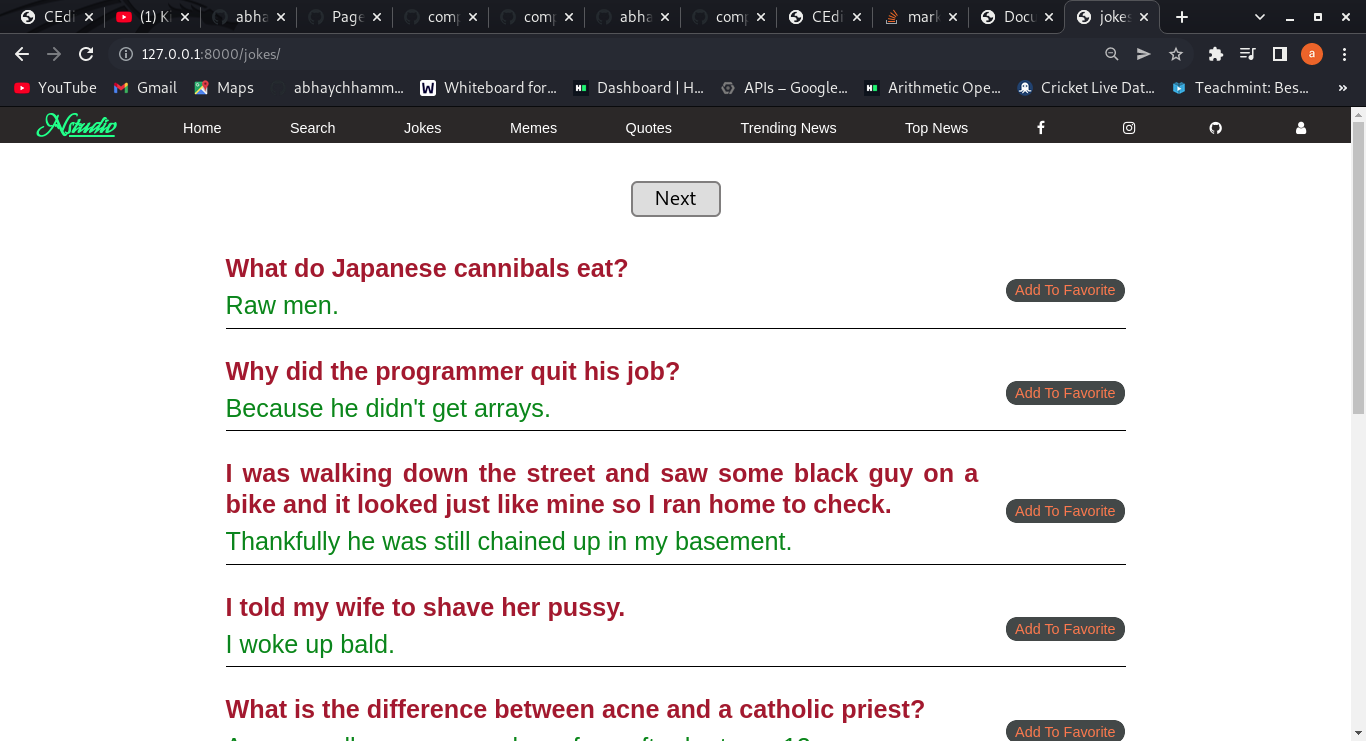 CEdi
(1) Ki
abha
Page
comp
comp
abha
comp
CEdi
mark
Docu
jokes
127.0.0.1:8000/jokes/
a
YouTube
Gmail
Maps
abhaychhamm...
Whiteboard for...
Dashboard | H...
APIs – Google...
Arithmetic Ope...
Cricket Live Dat...
Teachmint: Bes...
»
Nstudio
Home
Search
Jokes
Memes
Quotes
Trending News
Top News
Next
What do Japanese cannibals eat?
Raw men.
Add To Favorite
Why did the programmer quit his job?
Because he didn't get arrays.
Add To Favorite
I was walking down the street and saw some black guy on a
bike and it looked just like mine so I ran home to check.
Thankfully he was still chained up in my basement.
Add To Favorite
I told my wife to shave her pussy.
I woke up bald.
Add To Favorite
What is the difference between acne and a catholic priest?
Add To Favorite